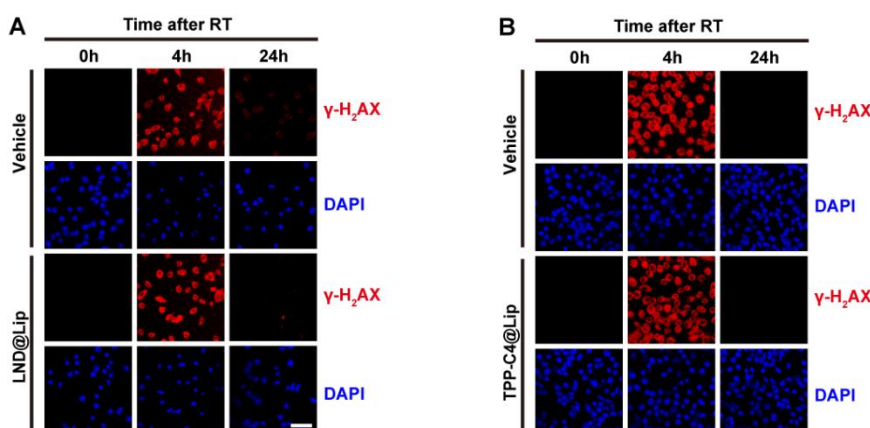 A
Time after RT
0h 4h 24h
Vehicle
γ-H₂AX
DAPI
LND@Lip
γ-H₂AX
DAPI
B
Time after RT
0h 4h 24h
Vehicle
γ-H₂AX
DAPI
TPP-C4@Lip
γ-H₂AX
DAPI